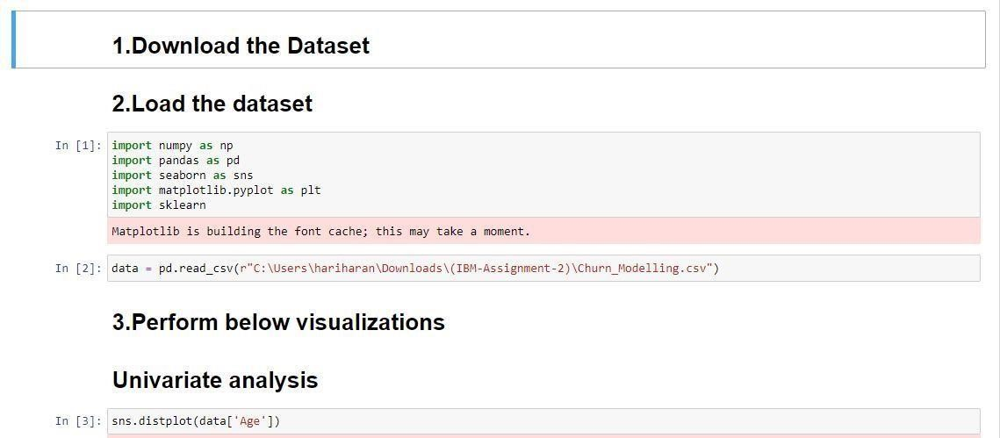 1.Download the Dataset
2.Load the dataset
In [1]: import numpy as np
import pandas as pd
import seaborn as sns
import matplotlib.pyplot as plt
import sklearn
Matplotlib is building the font cache; this may take a moment.
In [2]: data = pd.read_csv(r"C:\Users\hariharan\Downloads\(IBM-Assignment-2)\Churn_Modelling.csv")
3.Perform below visualizations
Univariate analysis
In [3]: sns.distplot(data['Age'])